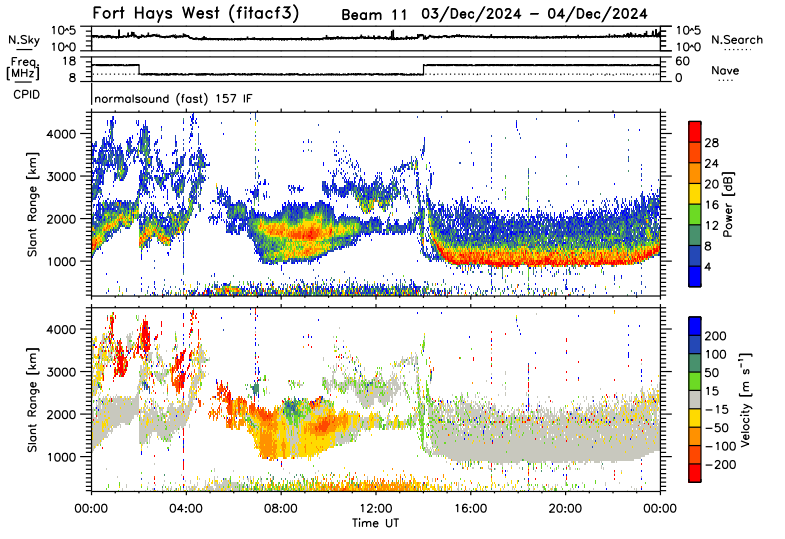 Fort Hays West (fitacf3) Beam 11 03/Dec/2024 - 04/Dec/2024
N.Sky 10^5 10^0 10^5 10^0 N.Search
Freq. [MHz] 18 8 60 0 Nave
CPID normalsound (fast) 157 IF
Slant Range [km] 4000 3000 2000 1000
28 24 20 16 12 8 4 Power [dB]
Slant Range [km] 4000 3000 2000 1000
200 100 50 15 -15 -50 -100 -200 Velocity [m s^-1]
00:00 04:00 08:00 12:00 16:00 20:00 00:00
Time UT